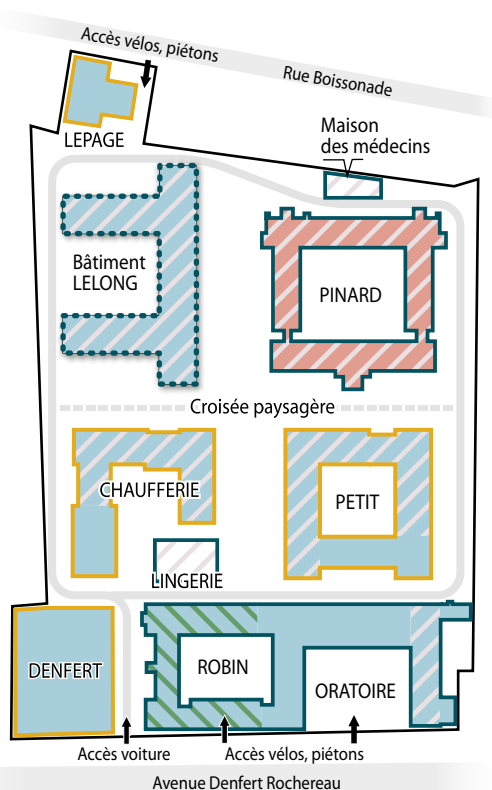 Accès vélos, piétons
Rue Boissonade
LEPAGE
Maison
des médecins
Bâtiment
LELONG
PINARD
Croisée paysagère
CHAUFFERIE
PETIT
LINGERIE
DENFERT
ROBIN
ORATOIRE
Accès voiture
Accès vélos, piétons
Avenue Denfert Rochereau